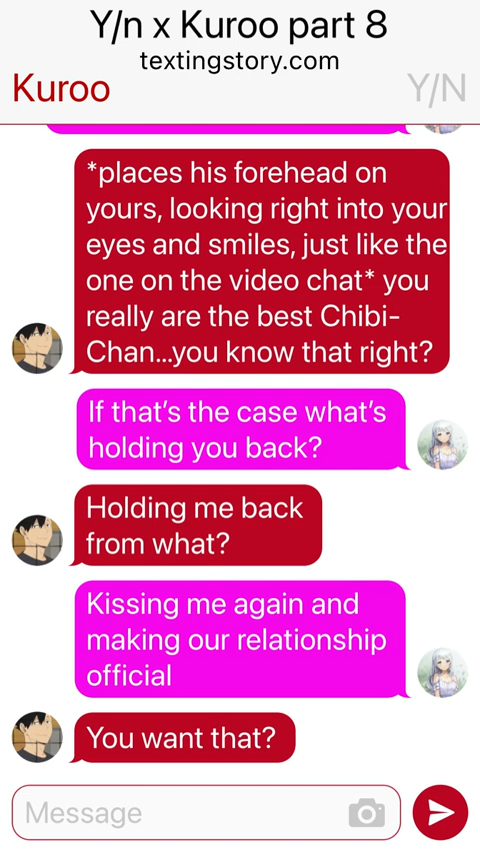 Y/n x Kuroo part 8
textingstory.com
Kuroo
Y/N
*places his forehead on
yours, looking right into your
eyes and smiles, just like the
one on the video chat* you
really are the best Chibi-
Chan...you know that right?
If that’s the case what’s
holding you back?
Holding me back
from what?
Kissing me again and
making our relationship
official
You want that?
Message